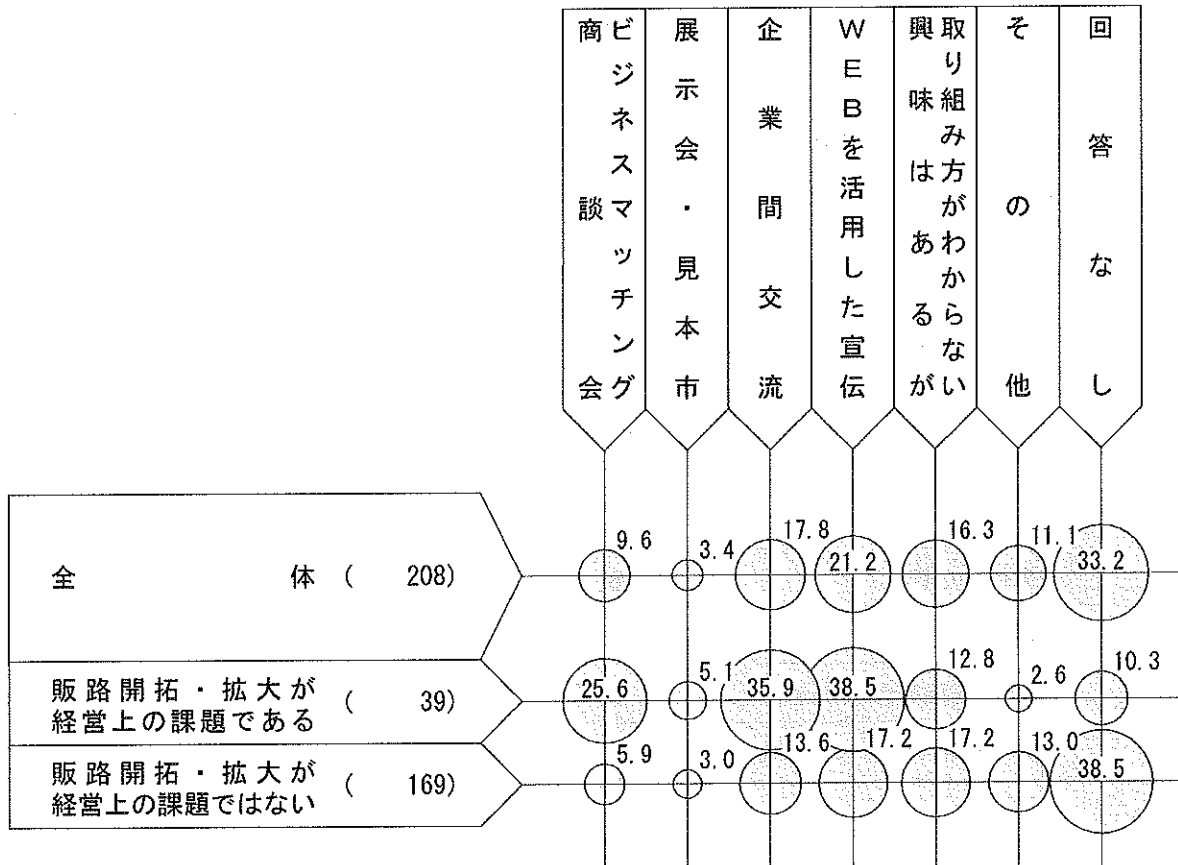 ビジネスマッチング
商談会
展示会・見本市
企業間交流
WEBを活用した宣伝
興味はあるが
取り組み方がわからない
その他
回答なし
全体 ( 208)
9.6 3.4 17.8 21.2 16.3 11.1 33.2
販路開拓・拡大が
経営上の課題である ( 39)
25.6 5.1 35.9 38.5 12.8 2.6 10.3
販路開拓・拡大が
経営上の課題ではない ( 169)
5.9 3.0 13.6 17.2 17.2 13.0 38.5